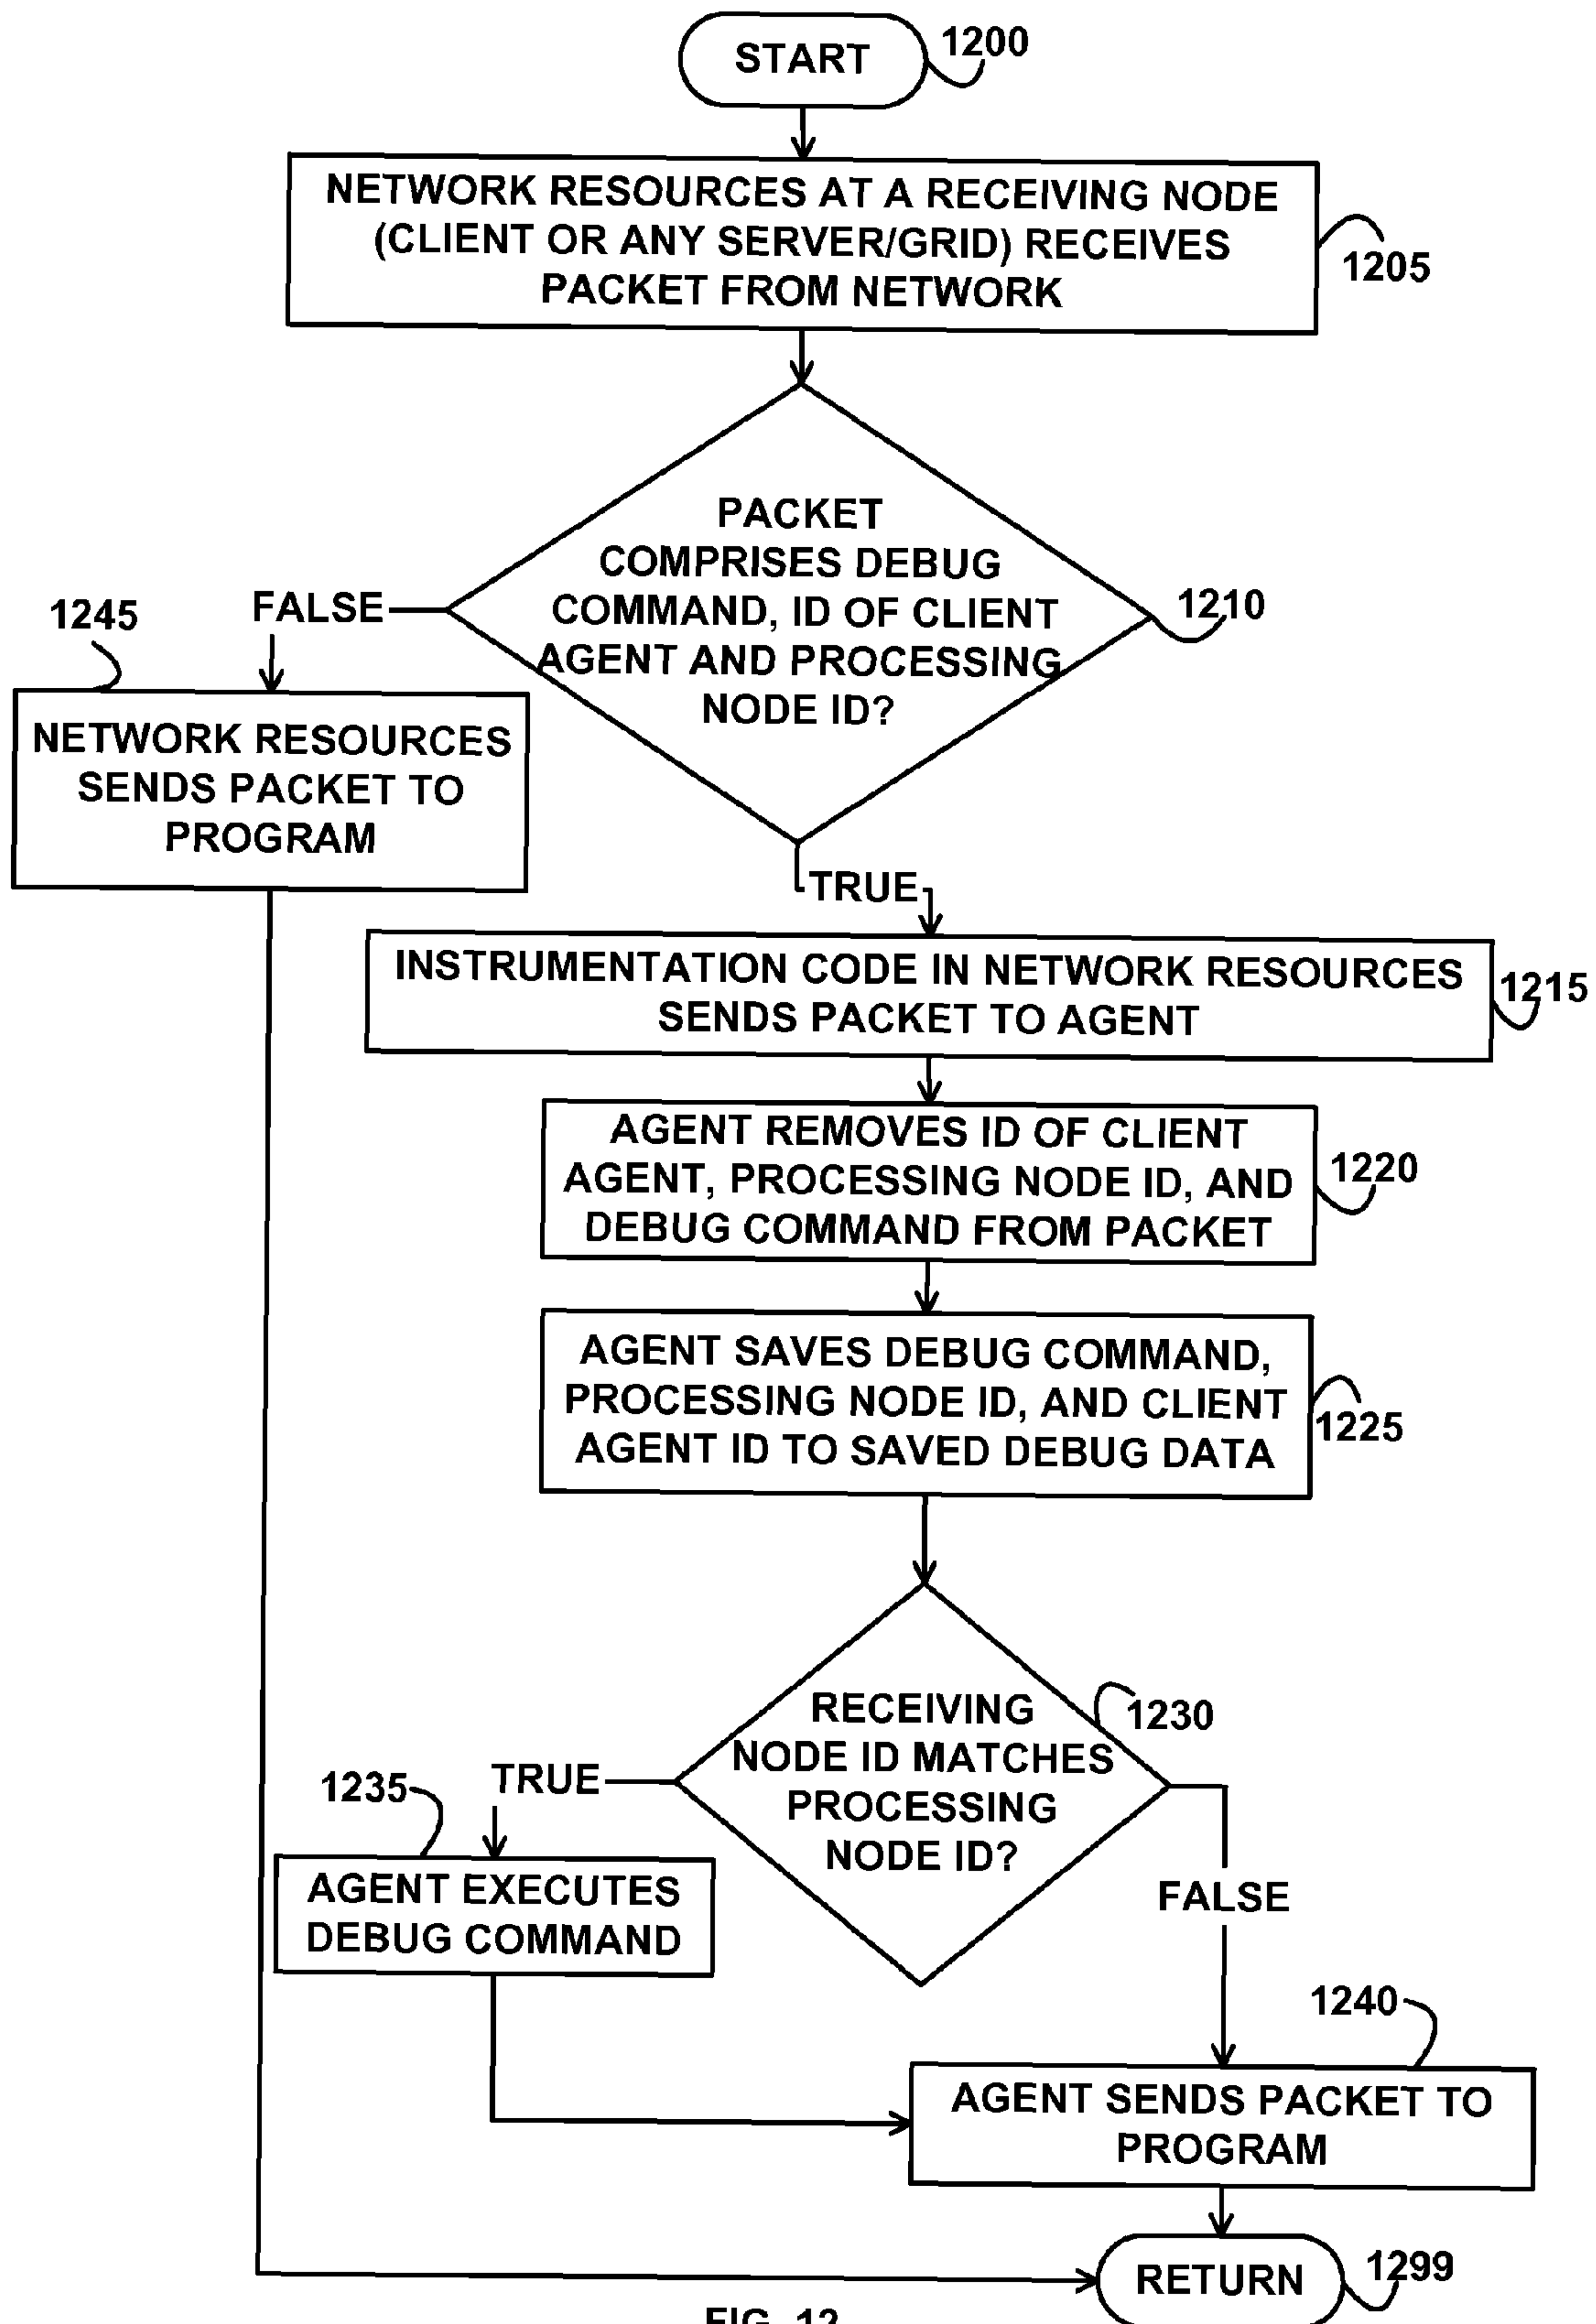 START
1200
NETWORK RESOURCES AT A RECEIVING NODE
(CLIENT OR ANY SERVER/GRID) RECEIVES
PACKET FROM NETWORK
1205
PACKET
COMPRISES DEBUG
COMMAND, ID OF CLIENT
AGENT AND PROCESSING
NODE ID?
1210
FALSE
1245
NETWORK RESOURCES
SENDS PACKET TO
PROGRAM
TRUE
INSTRUMENTATION CODE IN NETWORK RESOURCES
SENDS PACKET TO AGENT
1215
AGENT REMOVES ID OF CLIENT
AGENT, PROCESSING NODE ID, AND
DEBUG COMMAND FROM PACKET
1220
AGENT SAVES DEBUG COMMAND,
PROCESSING NODE ID, AND CLIENT
AGENT ID TO SAVED DEBUG DATA
1225
RECEIVING
NODE ID MATCHES
PROCESSING
NODE ID?
1230
TRUE
1235
AGENT EXECUTES
DEBUG COMMAND
FALSE
1240
AGENT SENDS PACKET TO
PROGRAM
RETURN
1299
FIG. 12